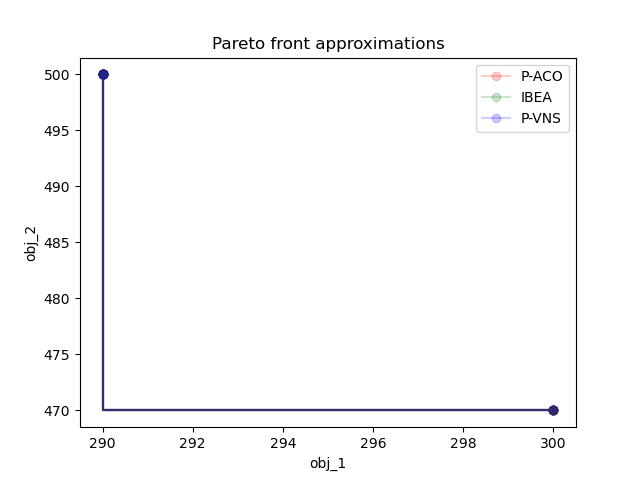 Pareto front approximations
P-ACO
IBEA
P-VNS
500
495
490
485
480
475
470
obj_2
290 292 294 296 298 300
obj_1